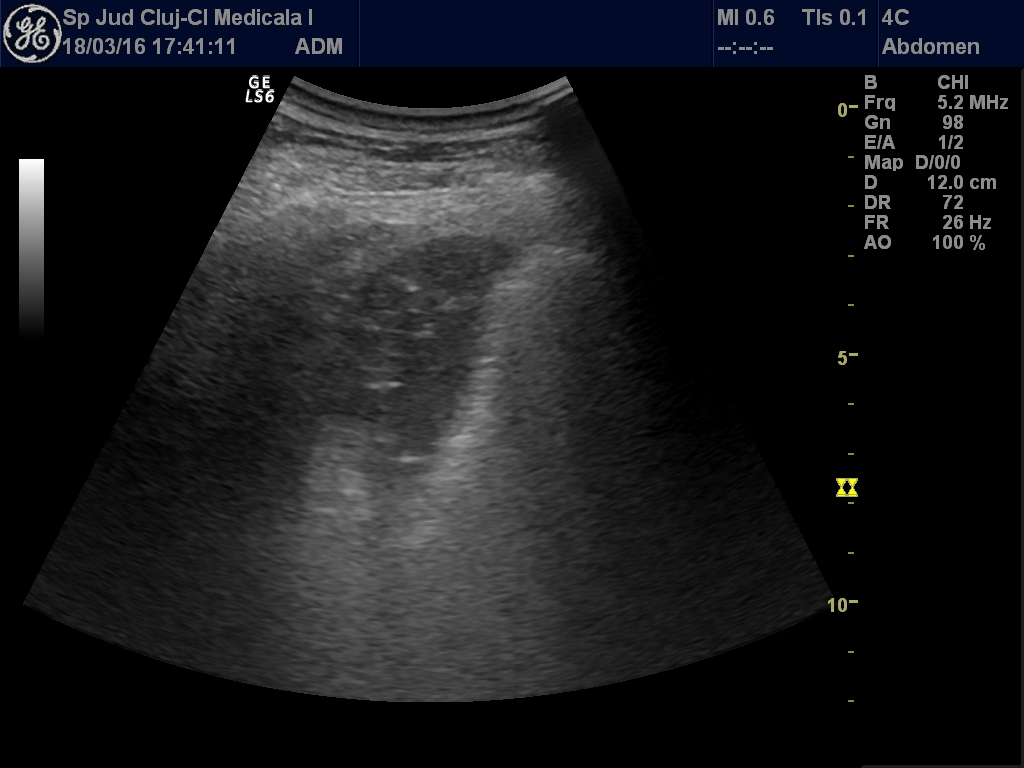 Sp Jud Cluj-Cl Medicala I
18/03/16 17:41:11 ADM
MI 0.6 TIs 0.1
--:--:--
4C
Abdomen
GE
LS6
B CHI
Frq 5.2 MHz
Gn 98
E/A 1/2
Map D/0/0
D 12.0 cm
DR 72
FR 26 Hz
AO 100 %
0
5
10